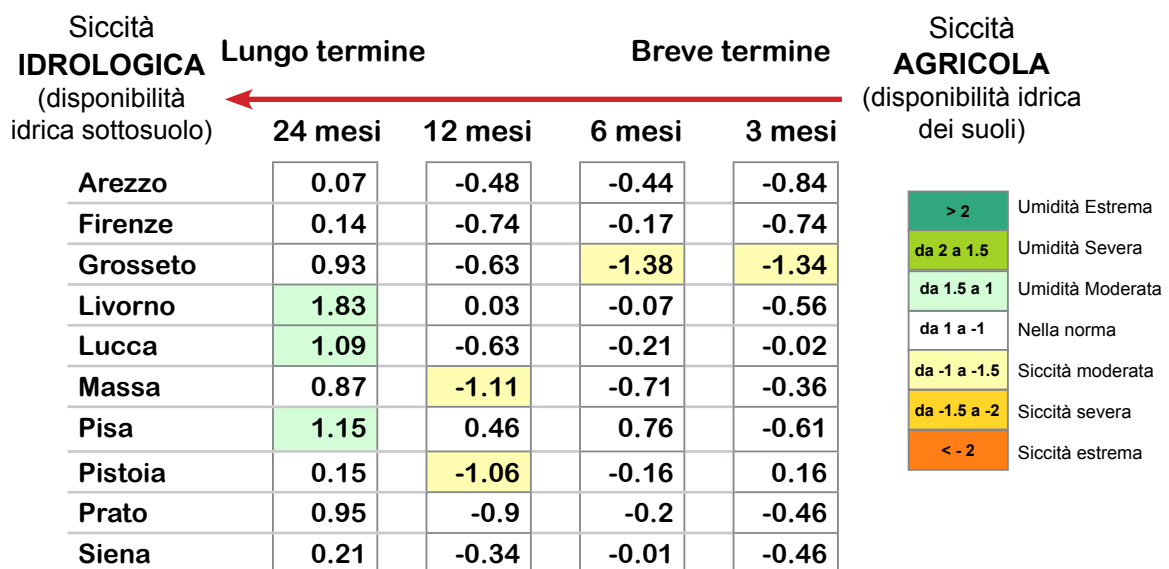 Siccità
IDROLOGICA
(disponibilità
idrica sottosuolo)
Lungo termine
Breve termine
Siccità
AGRICOLA
(disponibilità idrica
dei suoli)
24 mesi 12 mesi 6 mesi 3 mesi
Arezzo 0.07 -0.48 -0.44 -0.84
Firenze 0.14 -0.74 -0.17 -0.74
Grosseto 0.93 -0.63 -1.38 -1.34
Livorno 1.83 0.03 -0.07 -0.56
Lucca 1.09 -0.63 -0.21 -0.02
Massa 0.87 -1.11 -0.71 -0.36
Pisa 1.15 0.46 0.76 -0.61
Pistoia 0.15 -1.06 -0.16 0.16
Prato 0.95 -0.9 -0.2 -0.46
Siena 0.21 -0.34 -0.01 -0.46
> 2 Umidità Estrema
da 2 a 1.5 Umidità Severa
da 1.5 a 1 Umidità Moderata
da 1 a -1 Nella norma
da -1 a -1.5 Siccità moderata
da -1.5 a -2 Siccità severa
< - 2 Siccità estrema